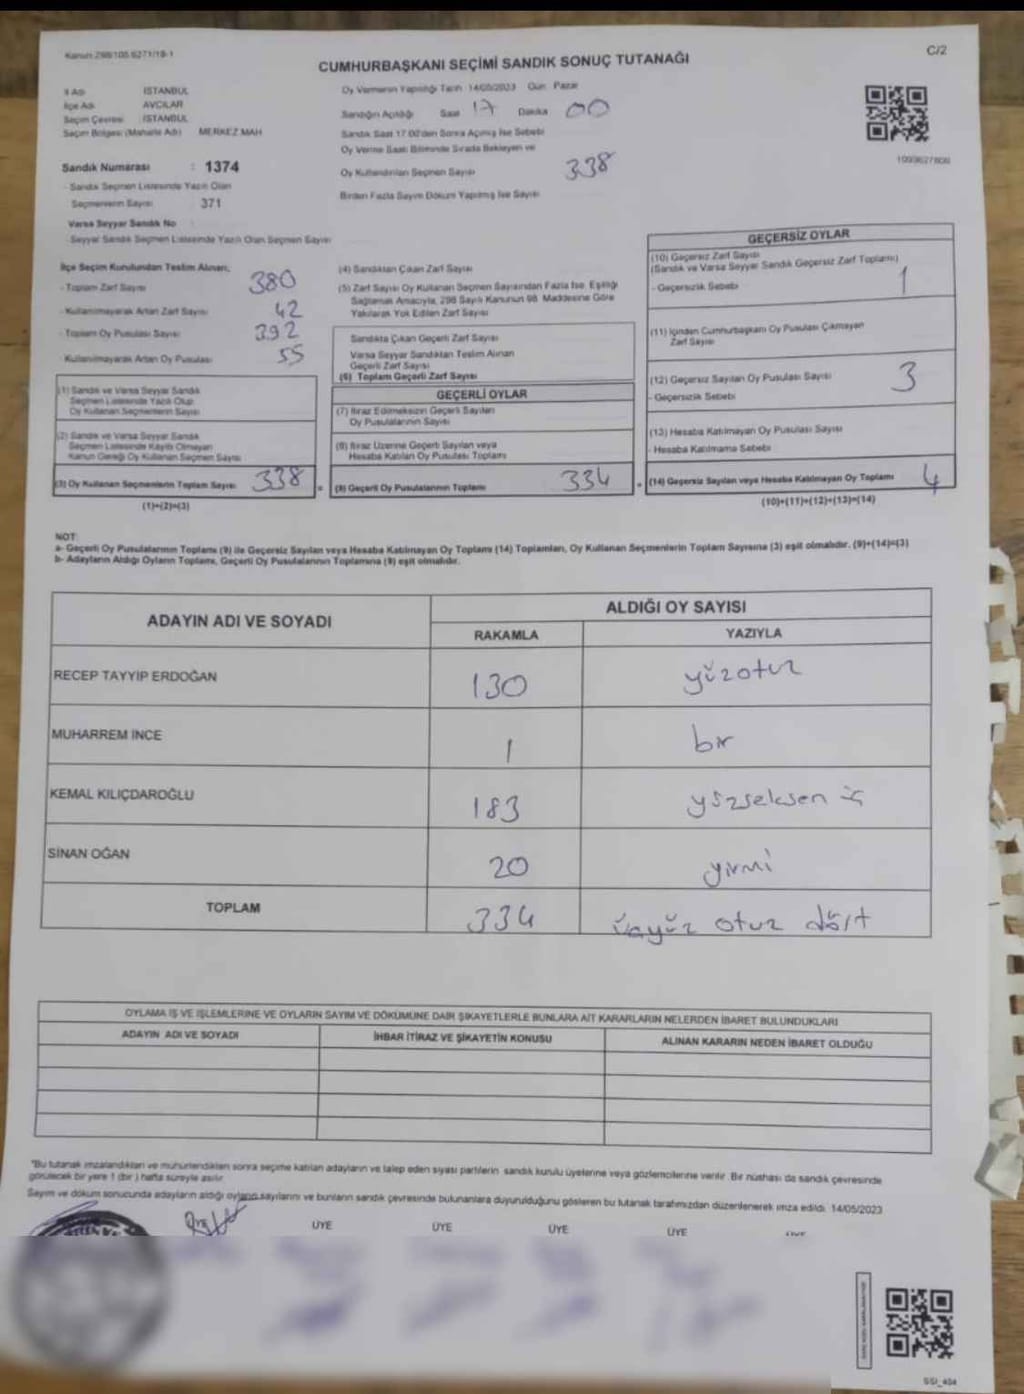 Kanun:298/105 6271/19-1
C/2
CUMHURBAŞKANI SEÇİMİ SANDIK SONUÇ TUTANAĞI
İl Adı İSTANBUL
İlçe Adı AVCILAR
Seçim Çevresi İSTANBUL
Seçim Bölgesi (Mahalle Adı) MERKEZ MAH
Sandık Numarası : 1374
- Sandık Seçmen Listesinde Yazılı Olan
Seçmenlerin Sayısı 371
Varsa Seyyar Sandık No
- Seyyar Sandık Seçmen Listesinde Yazılı Olan Seçmen Sayısı
Oy Vermenin Yapıldığı Tarih 14/05/2023 Gün Pazar
Sandığın Açıldığı Saat 17 Dakika 00
Sandık Saat 17.00'den Sonra Açılmış İse Sebebi
Oy Verme Saati Bitiminde Sırada Bekleyen ve
Oy Kullandırılan Seçmen Sayısı 338
Birden Fazla Sayım Döküm Yapılmış İse Sayısı
İlçe Seçim Kurulundan Teslim Alınan,
- Toplam Zarf Sayısı 380
- Kullanılmayarak Artan Zarf Sayısı 42
- Toplam Oy Pusulası Sayısı 392
- Kullanılmayarak Artan Oy Pusulası 55
(1) Sandık ve Varsa Seyyar Sandık
Seçmen Listesinde Yazılı Olup
Oy Kullanan Seçmenlerin Sayısı
(2) Sandık ve Varsa Seyyar Sandık
Seçmen Listesinde Kayıtlı Olmayan
Kanun Gereği Oy Kullanan Seçmen Sayısı
(3) Oy Kullanan Seçmenlerin Toplam Sayısı 338
(1)+(2)=(3)
(4) Sandıktan Çıkan Zarf Sayısı
(5) Zarf Sayısı Oy Kullanan Seçmen Sayısından Fazla İse, Eşitliği
Sağlamak Amacıyla, 298 Sayılı Kanunun 98. Maddesine Göre
Yakılarak Yok Edilen Zarf Sayısı
Sandıkta Çıkan Geçerli Zarf Sayısı
Varsa Seyyar Sandıktan Teslim Alınan
Geçerli Zarf Sayısı
(6) Toplam Geçerli Zarf Sayısı
GEÇERLİ OYLAR
(7) İtiraz Edilmeksizin Geçerli Sayılan
Oy Pusulalarının Sayısı
(8) İtiraz Üzerine Geçerli Sayılan veya
Hesaba Katılan Oy Pusulası Toplamı
(9) Geçerli Oy Pusulalarının Toplamı 334
GEÇERSİZ OYLAR
(10) Geçersiz Zarf Sayısı
(Sandık ve Varsa Seyyar Sandık Geçersiz Zarf Toplamı)
- Geçersizlik Sebebi 1
(11) İçinden Cumhurbaşkanı Oy Pusulası Çıkmayan
Zarf Sayısı
(12) Geçersiz Sayılan Oy Pusulası Sayısı 3
- Geçersizlik Sebebi
(13) Hesaba Katılmayan Oy Pusulası Sayısı
- Hesaba Katılmama Sebebi
(14) Geçersiz Sayılan veya Hesaba Katılmayan Oy Toplamı 4
(10)+(11)+(12)+(13)=(14)
NOT:
a- Geçerli Oy Pusulalarının Toplamı (9) ile Geçersiz Sayılan veya Hesaba Katılmayan Oy Toplamı (14) Toplamları, Oy Kullanan Seçmenlerin Toplam Sayısına (3) eşit olmalıdır. (9)+(14)=(3)
b- Adayların Aldığı Oyların Toplamı, Geçerli Oy Pusulalarının Toplamına (9) eşit olmalıdır.
ADAYIN ADI VE SOYADI ALDIĞI OY SAYISI
RAKAMLA YAZIYLA
RECEP TAYYİP ERDOĞAN 130 yüzotuz
MUHARREM İNCE 1 bir
KEMAL KILIÇDAROĞLU 183 yüzseksen üç
SİNAN OĞAN 20 yirmi
TOPLAM 334 üçyüz otuz dört
OYLAMA İŞ VE İŞLEMLERİNE VE OYLARIN SAYIM VE DÖKÜMÜNE DAİR ŞİKAYETLERLE BUNLARA AİT KARARLARIN NELERDEN İBARET BULUNDUKLARI
ADAYIN ADI VE SOYADI İHBAR İTİRAZ VE ŞİKAYETİN KONUSU ALINAN KARARIN NEDEN İBARET OLDUĞU
*Bu tutanak imzalandıktan ve mühürlendikten sonra seçime katılan adayların ve talep eden siyasi partilerin sandık kurulu üyelerine veya gözlemcilerine verilir. Bir nüshası da sandık çevresinde
görülecek bir yere 1 (bir) hafta süreyle asılır
Sayım ve döküm sonucunda adayların aldığı oyların sayılarını ve bunların sandık çevresinde bulunanlara duyurulduğunu gösteren bu tutanak tarafımızdan düzenlenerek imza edildi. 14/05/2023
ÜYE ÜYE ÜYE ÜYE
SSI_404